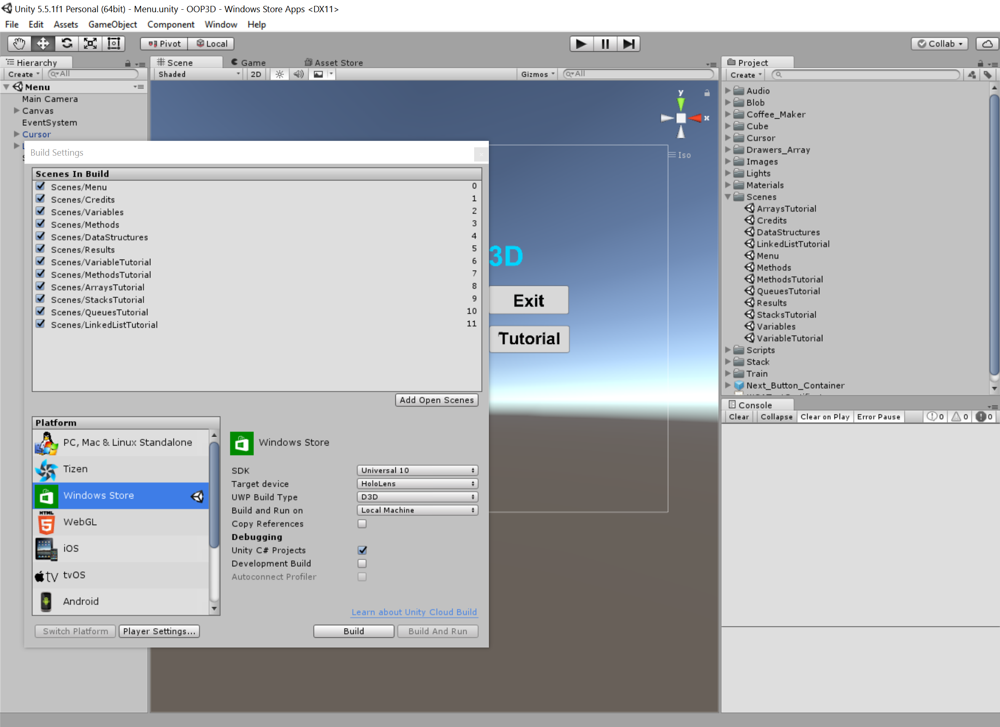 Unity 5.5.1f1 Personal (64bit) - Menu.unity - OOP3D - Windows Store Apps <DX11>
File Edit Assets GameObject Component Window Help
Pivot Local Collab
Hierarchy
Create All
Menu
Main Camera
Canvas
EventSystem
Cursor
Scene Game Asset Store
Shaded 2D Gizmos All
y
x
Iso
3D
Exit
Tutorial
Build Settings
Scenes In Build
Scenes/Menu 0
Scenes/Credits 1
Scenes/Variables 2
Scenes/Methods 3
Scenes/DataStructures 4
Scenes/Results 5
Scenes/VariableTutorial 6
Scenes/MethodsTutorial 7
Scenes/ArraysTutorial 8
Scenes/StacksTutorial 9
Scenes/QueuesTutorial 10
Scenes/LinkedListTutorial 11
Add Open Scenes
Platform
PC, Mac & Linux Standalone
Tizen
Windows Store
HTML 5 WebGL
iOS
tv tvOS
Android
Windows Store
SDK Universal 10
Target device HoloLens
UWP Build Type D3D
Build and Run on Local Machine
Copy References
Debugging
Unity C# Projects
Development Build
Autoconnect Profiler
Learn about Unity Cloud Build
Switch Platform Player Settings... Build Build And Run
Project
Create
Audio
Blob
Coffee_Maker
Cube
Cursor
Drawers_Array
Images
Lights
Materials
Scenes
ArraysTutorial
Credits
DataStructures
LinkedListTutorial
Menu
Methods
MethodsTutorial
QueuesTutorial
Results
StacksTutorial
Variables
VariableTutorial
Scripts
Stack
Train
Next_Button_Container
Console
Clear Collapse Clear on Play Error Pause 0 0 0